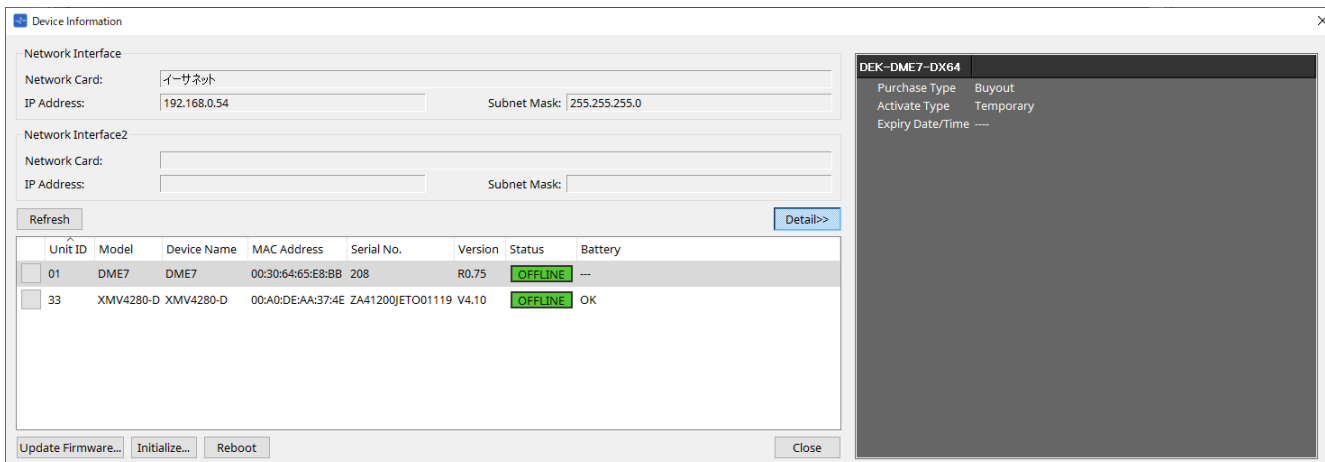 Device Information
Network Interface
Network Card: イーサネット
IP Address: 192.168.0.54 Subnet Mask: 255.255.255.0
Network Interface2
Network Card:
IP Address: Subnet Mask:
Refresh Detail>>
Unit ID Model Device Name MAC Address Serial No. Version Status Battery
01 DME7 DME7 00:30:64:65:E8:BB 208 R0.75 OFFLINE ---
33 XMV4280-D XMV4280-D 00:A0:DE:AA:37:4E ZA41200JETO01119 V4.10 OFFLINE OK
Update Firmware... Initialize... Reboot Close
DEK-DME7-DX64
Purchase Type Buyout
Activate Type Temporary
Expiry Date/Time ----